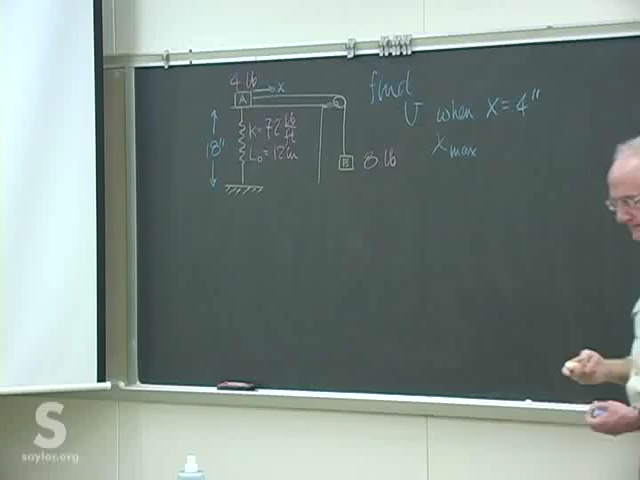 4 lb
A → x
find
U when x = 4"
x max
18"
K = 72 lb/ft
L₀ = 12 in
B
8 lb
S
saylor.org